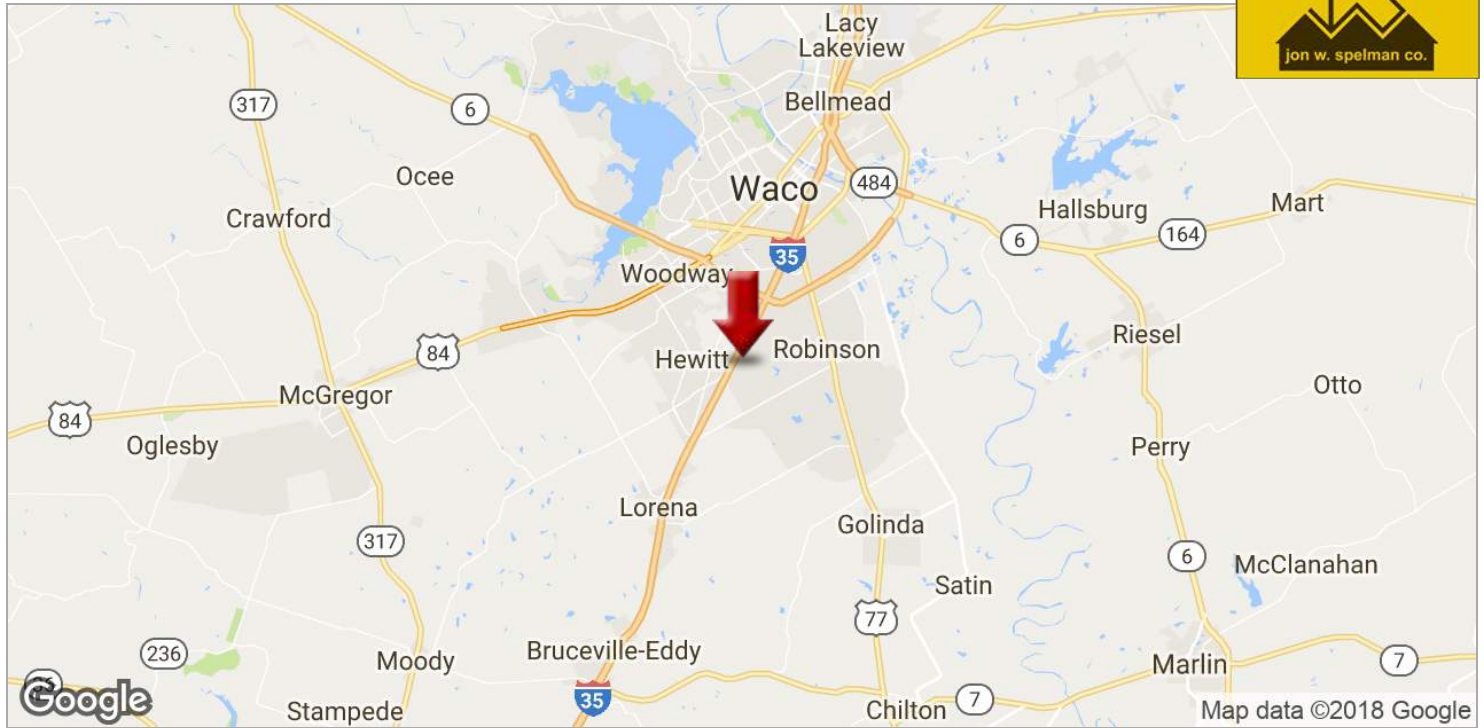 Lacy
Lakeview
jon w. spelman co.
317
6
Bellmead
Ocee
Waco
484
Crawford
Hallsburg
Mart
6
164
35
Woodway
84
Hewitt
Robinson
Riesel
McGregor
Otto
84
Oglesby
Perry
Lorena
Golinda
317
6
McClanahan
Satin
77
236
Moody
Bruceville-Eddy
Marlin
7
Google
Stampede
35
Chilton
7
Map data ©2018 Google